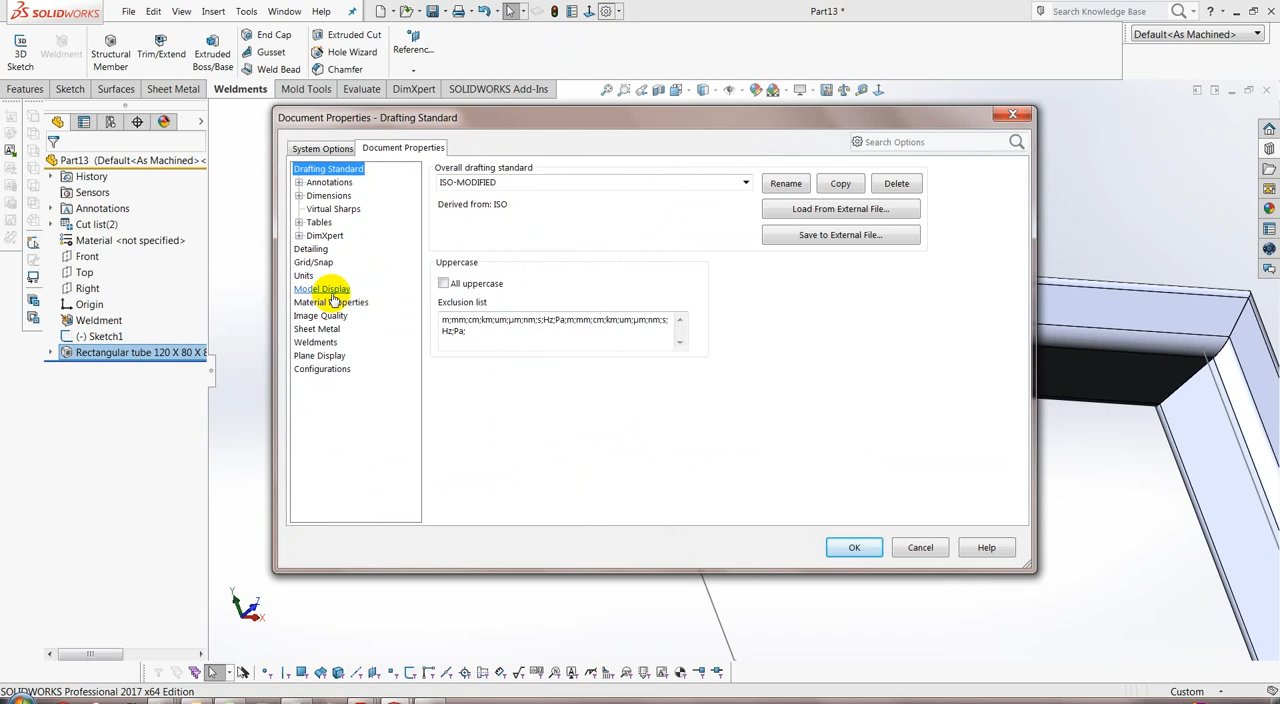 SOLIDWORKS
File Edit View Insert Tools Window Help
Part13 *
Search Knowledge Base
3D Sketch
Weldment
Structural Member
Trim/Extend
Extruded Boss/Base
End Cap
Gusset
Weld Bead
Extruded Cut
Hole Wizard
Chamfer
Referenc...
Default<As Machined>
Features Sketch Surfaces Sheet Metal Weldments Mold Tools Evaluate DimXpert SOLIDWORKS Add-Ins
Part13 (Default<As Machined><
History
Sensors
Annotations
Cut list(2)
Material <not specified>
Front
Top
Right
Origin
Weldment
(-) Sketch1
Rectangular tube 120 X 80 X 8
Document Properties - Drafting Standard
System Options
Document Properties
Search Options
Drafting Standard
Annotations
Dimensions
Virtual Sharps
Tables
DimXpert
Detailing
Grid/Snap
Units
Model Display
Material Properties
Image Quality
Sheet Metal
Weldments
Plane Display
Configurations
Overall drafting standard
ISO-MODIFIED
Rename
Copy
Delete
Derived from: ISO
Load From External File...
Save to External File...
Uppercase
All uppercase
Exclusion list
m;mm;cm;km;um;µm;nm;s;Hz;Pa;m;mm;cm;km;um;µm;nm;s;
Hz;Pa;
OK
Cancel
Help
Y
Z
X
SOLIDWORKS Professional 2017 x64 Edition
Custom